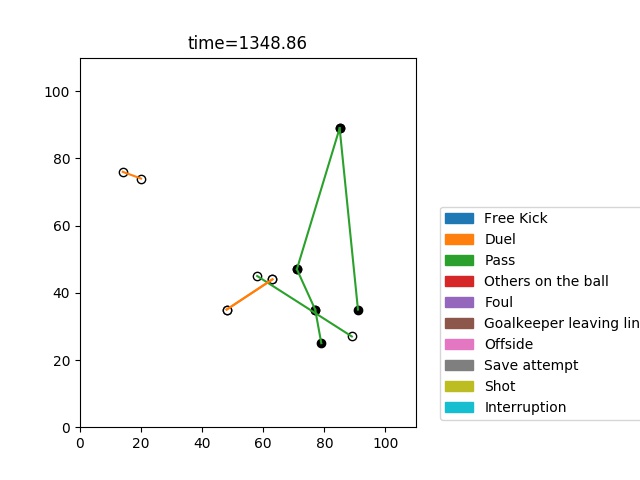 time=1348.86
100
80
60
40
20
0
0 20 40 60 80 100
Free Kick
Duel
Pass
Others on the ball
Foul
Goalkeeper leaving lin
Offside
Save attempt
Shot
Interruption